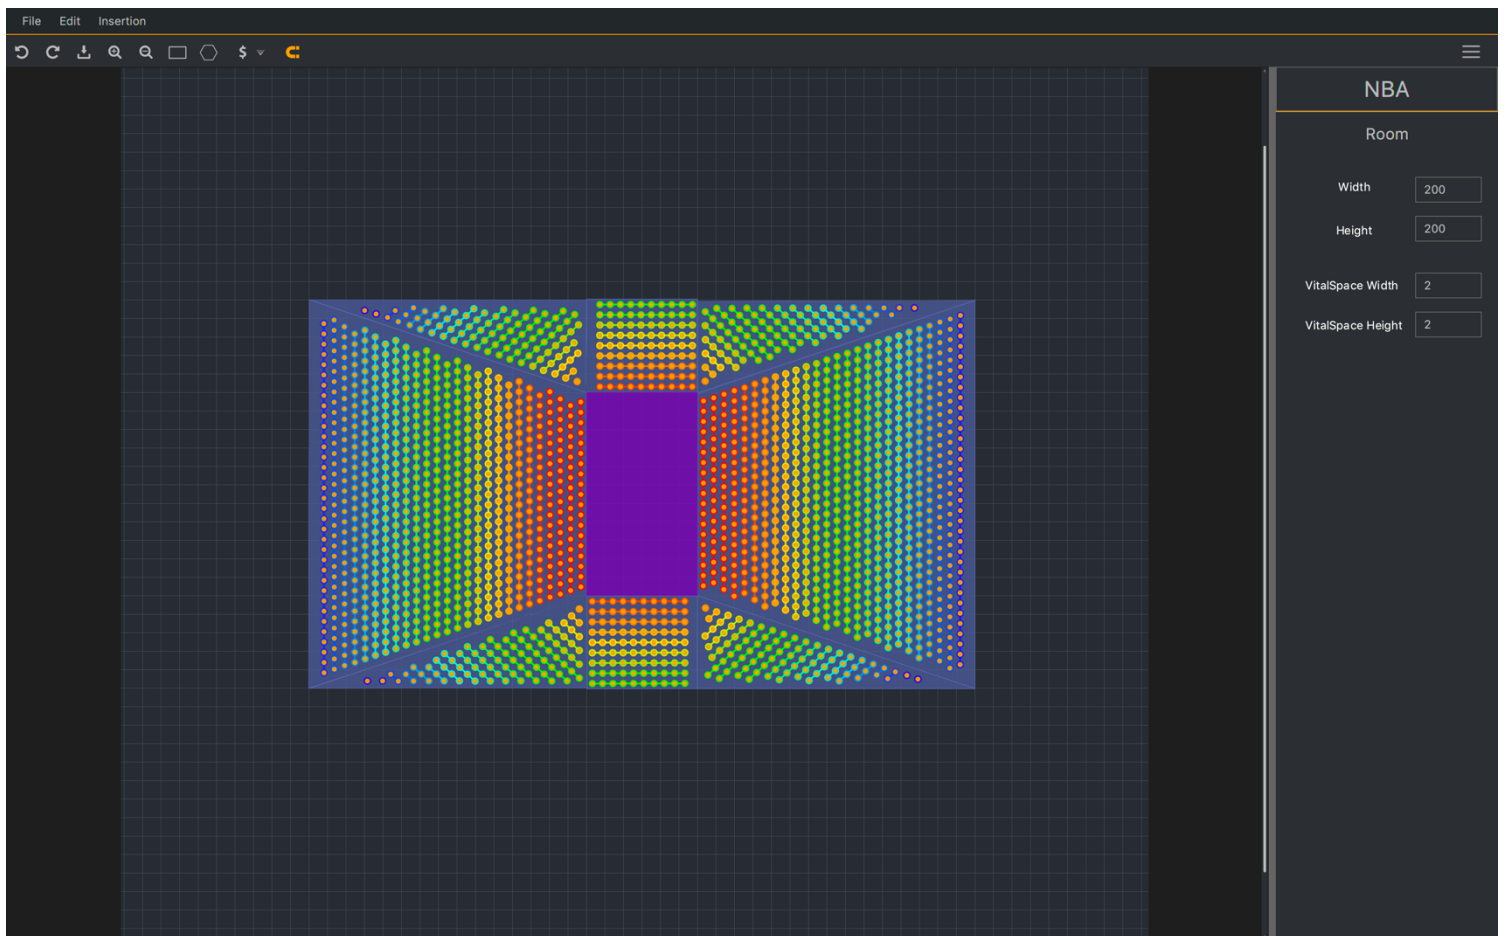 File Edit Insertion
$
NBA
Room
Width 200
Height 200
VitalSpace Width 2
VitalSpace Height 2